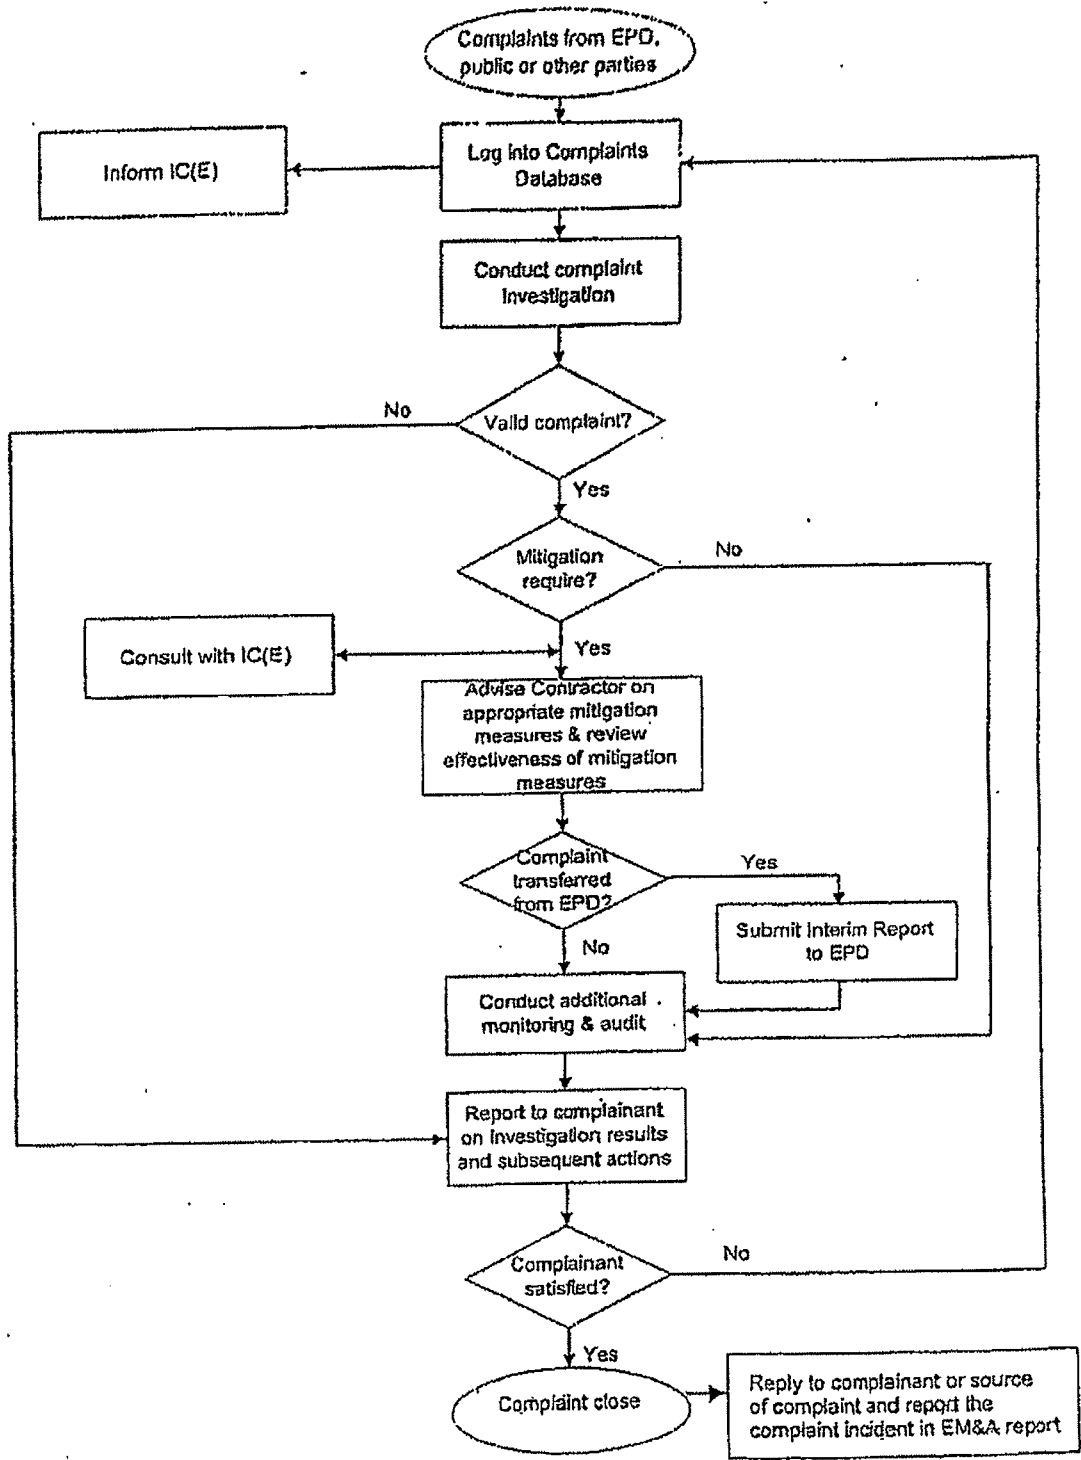 Complaints from EPD,
public or other parties
Log into Complaints
Database
Inform IC(E)
Conduct complaint
Investigation
No
Valid complaint?
Yes
Mitigation
require?
No
Yes
Consult with IC(E)
Advise Contractor on
appropriate mitigation
measures & review
effectiveness of mitigation
measures
Complaint
transferred
from EPD?
Yes
Submit Interim Report
to EPD
No
Conduct additional
monitoring & audit
Report to complainant
on investigation results
and subsequent actions
Complainant
satisfied?
No
Yes
Complaint close
Reply to complainant or source
of complaint and report the
complaint incident in EM&A report